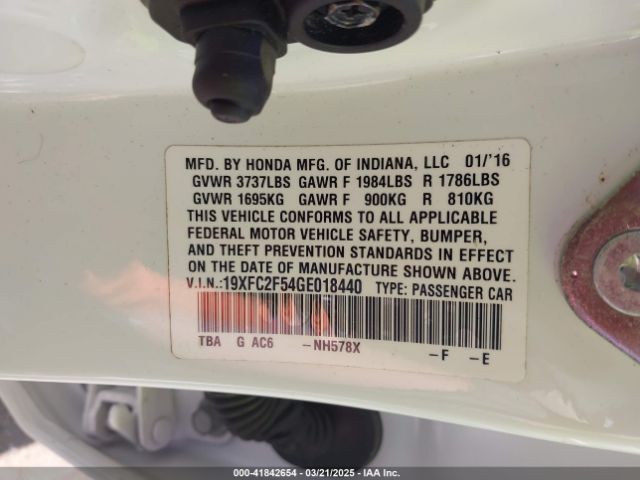 MFD. BY HONDA MFG. OF INDIANA, LLC 01/'16
GVWR 3737LBS GAWR F 1984LBS R 1786LBS
GVWR 1695KG GAWR F 900KG R 810KG
THIS VEHICLE CONFORMS TO ALL APPLICABLE
FEDERAL MOTOR VEHICLE SAFETY, BUMPER,
AND THEFT PREVENTION STANDARDS IN EFFECT
ON THE DATE OF MANUFACTURE SHOWN ABOVE.
V.I.N.:19XFC2F54GE018440 TYPE: PASSENGER CAR
TBA G AC6 -NH578X -F -E
000-41842654 - 03/21/2025 - IAA Inc.